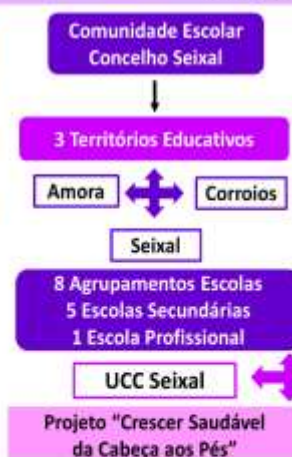 Comunidade Escolar
Concelho Seixal
3 Territórios Educativos
Amora
Corroios
Seixal
8 Agrupamentos Escolas
5 Escolas Secundárias
1 Escola Profissional
UCC Seixal
Projeto "Crescer Saudável
da Cabeça aos Pés"